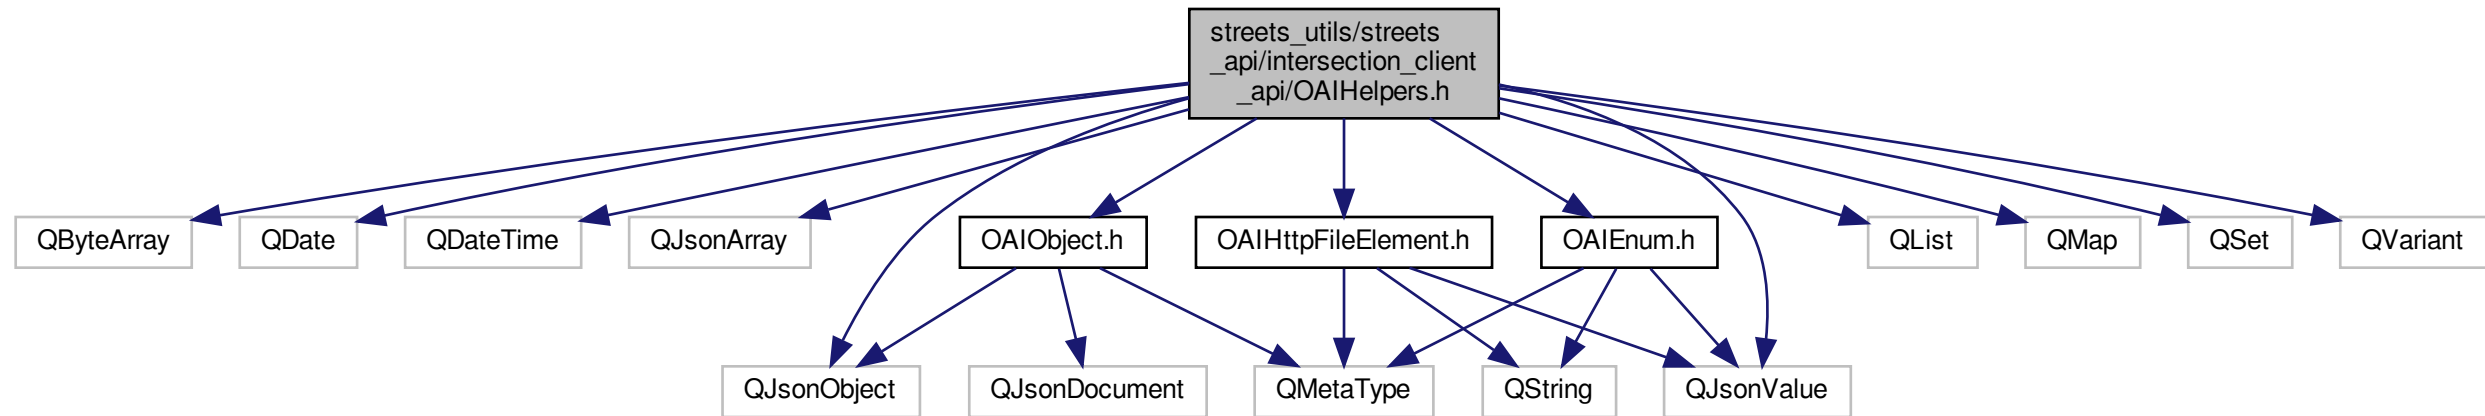 streets_utils/streets
_api/intersection_client
_api/OAIHelpers.h
QByteArray
QDate
QDateTime
QJsonArray
OAIObject.h
OAIHttpFileElement.h
OAIEnum.h
QList
QMap
QSet
QVariant
QJsonObject
QJsonDocument
QMetaType
QString
QJsonValue